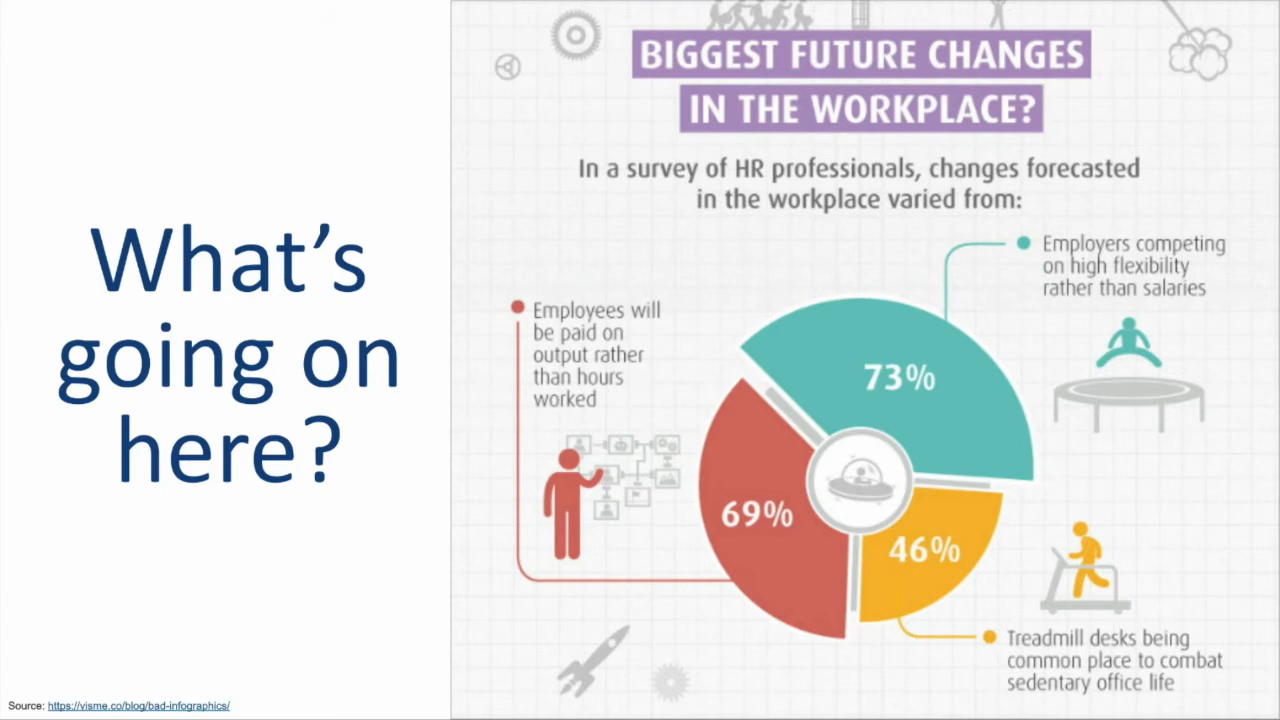 What's
going on
here?
BIGGEST FUTURE CHANGES
IN THE WORKPLACE?
In a survey of HR professionals, changes forecasted
in the workplace varied from:
Employers competing
on high flexibility
rather than salaries
Employees will
be paid on
output rather
than hours
worked
73%
69%
46%
Treadmill desks being
common place to combat
sedentary office life
Source: https://visme.co/blog/bad-infographics/